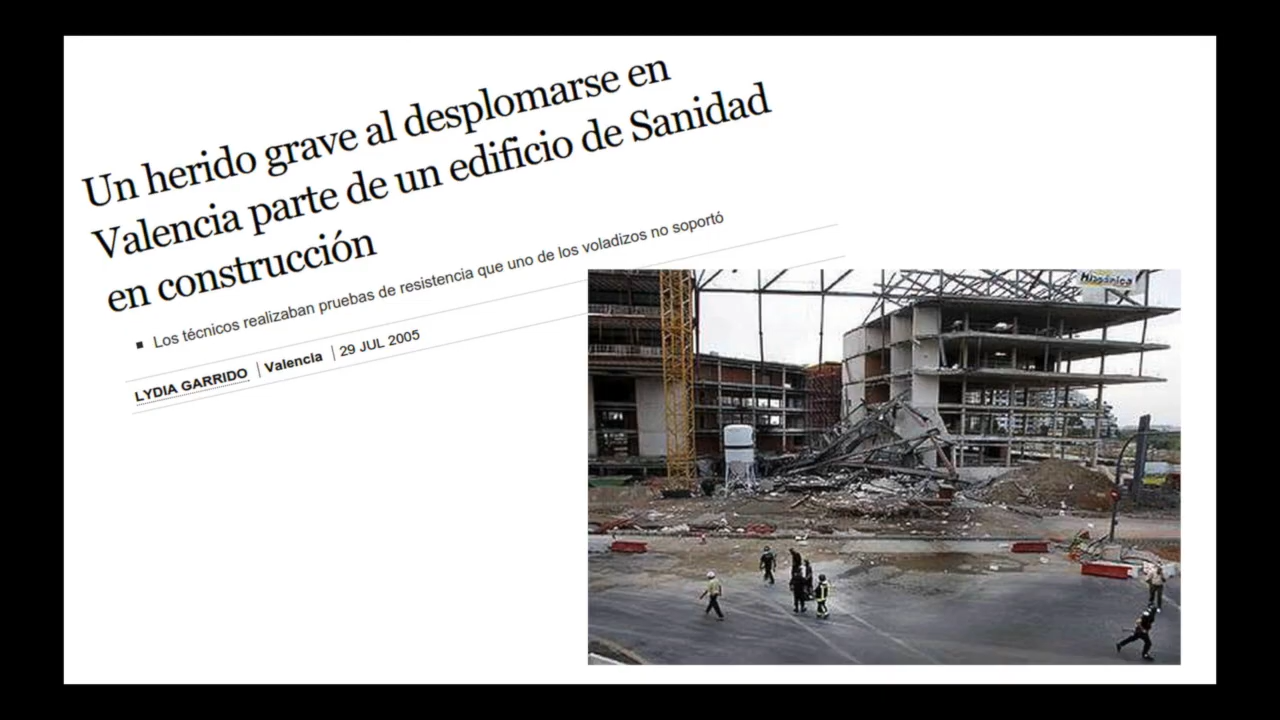 Un herido grave al desplomarse en
Valencia parte de un edificio de Sanidad
en construcción
Los técnicos realizaban pruebas de resistencia que uno de los voladizos no soportó
LYDIA GARRIDO | Valencia | 29 JUL 2005
Hispánica